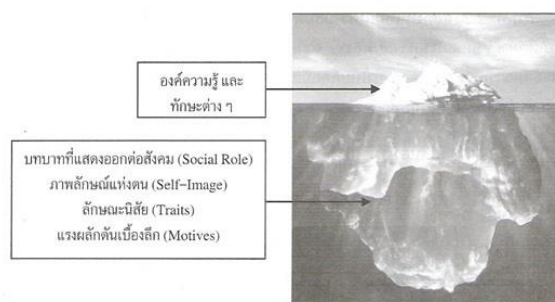 องค์ความรู้ และ
ทักษะต่าง ๆ
บทบาทที่แสดงออกต่อสังคม (Social Role)
ภาพลักษณ์แห่งตน (Self-Image)
ลักษณะนิสัย (Traits)
แรงผลักดันเบื้องลึก (Motives)